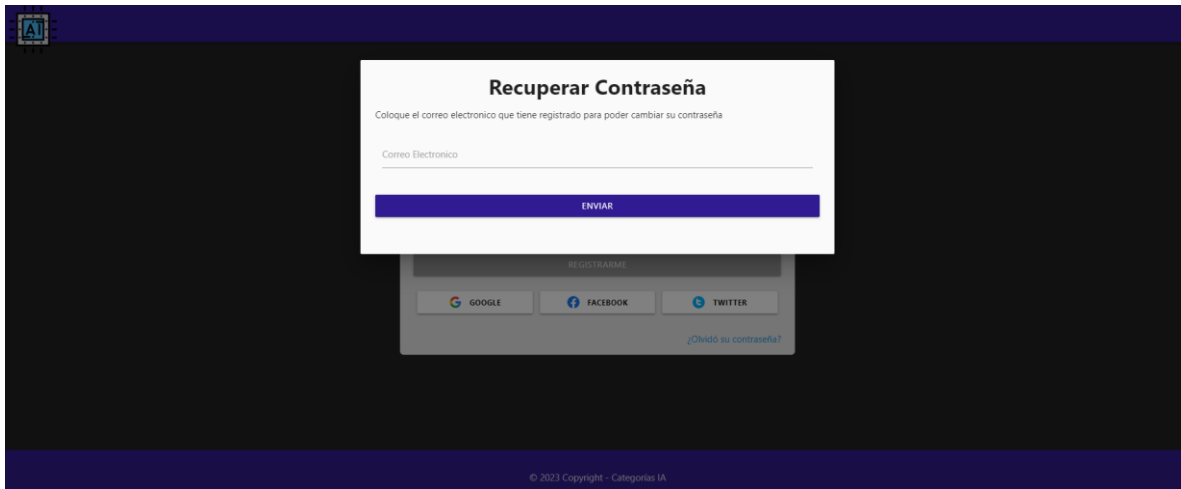 AI
Recuperar Contraseña
Coloque el correo electronico que tiene registrado para poder cambiar su contraseña
Correo Electronico
ENVIAR
REGISTRARME
GOOGLE
FACEBOOK
TWITTER
¿Olvidó su contraseña?
© 2023 Copyright - Categorías IA